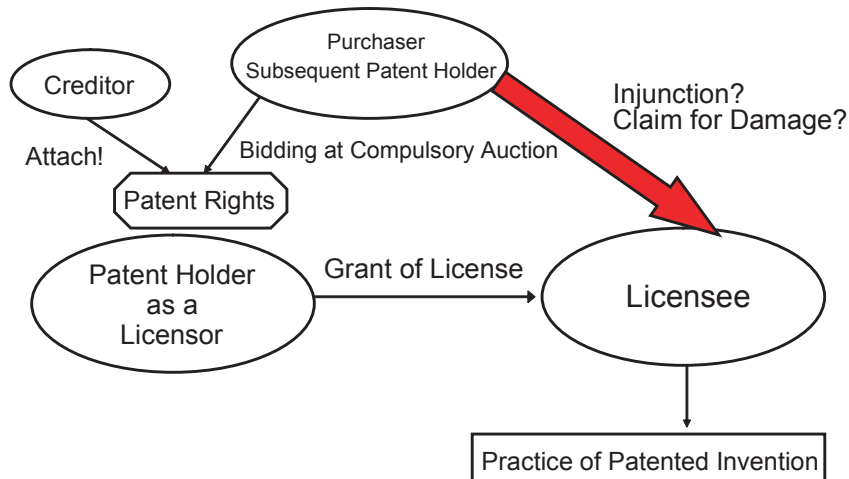 Purchaser
Subsequent Patent Holder
Creditor
Injunction?
Claim for Damage?
Attach!
Bidding at Compulsory Auction
Patent Rights
Patent Holder
as a
Licensor
Grant of License
Licensee
Practice of Patented Invention